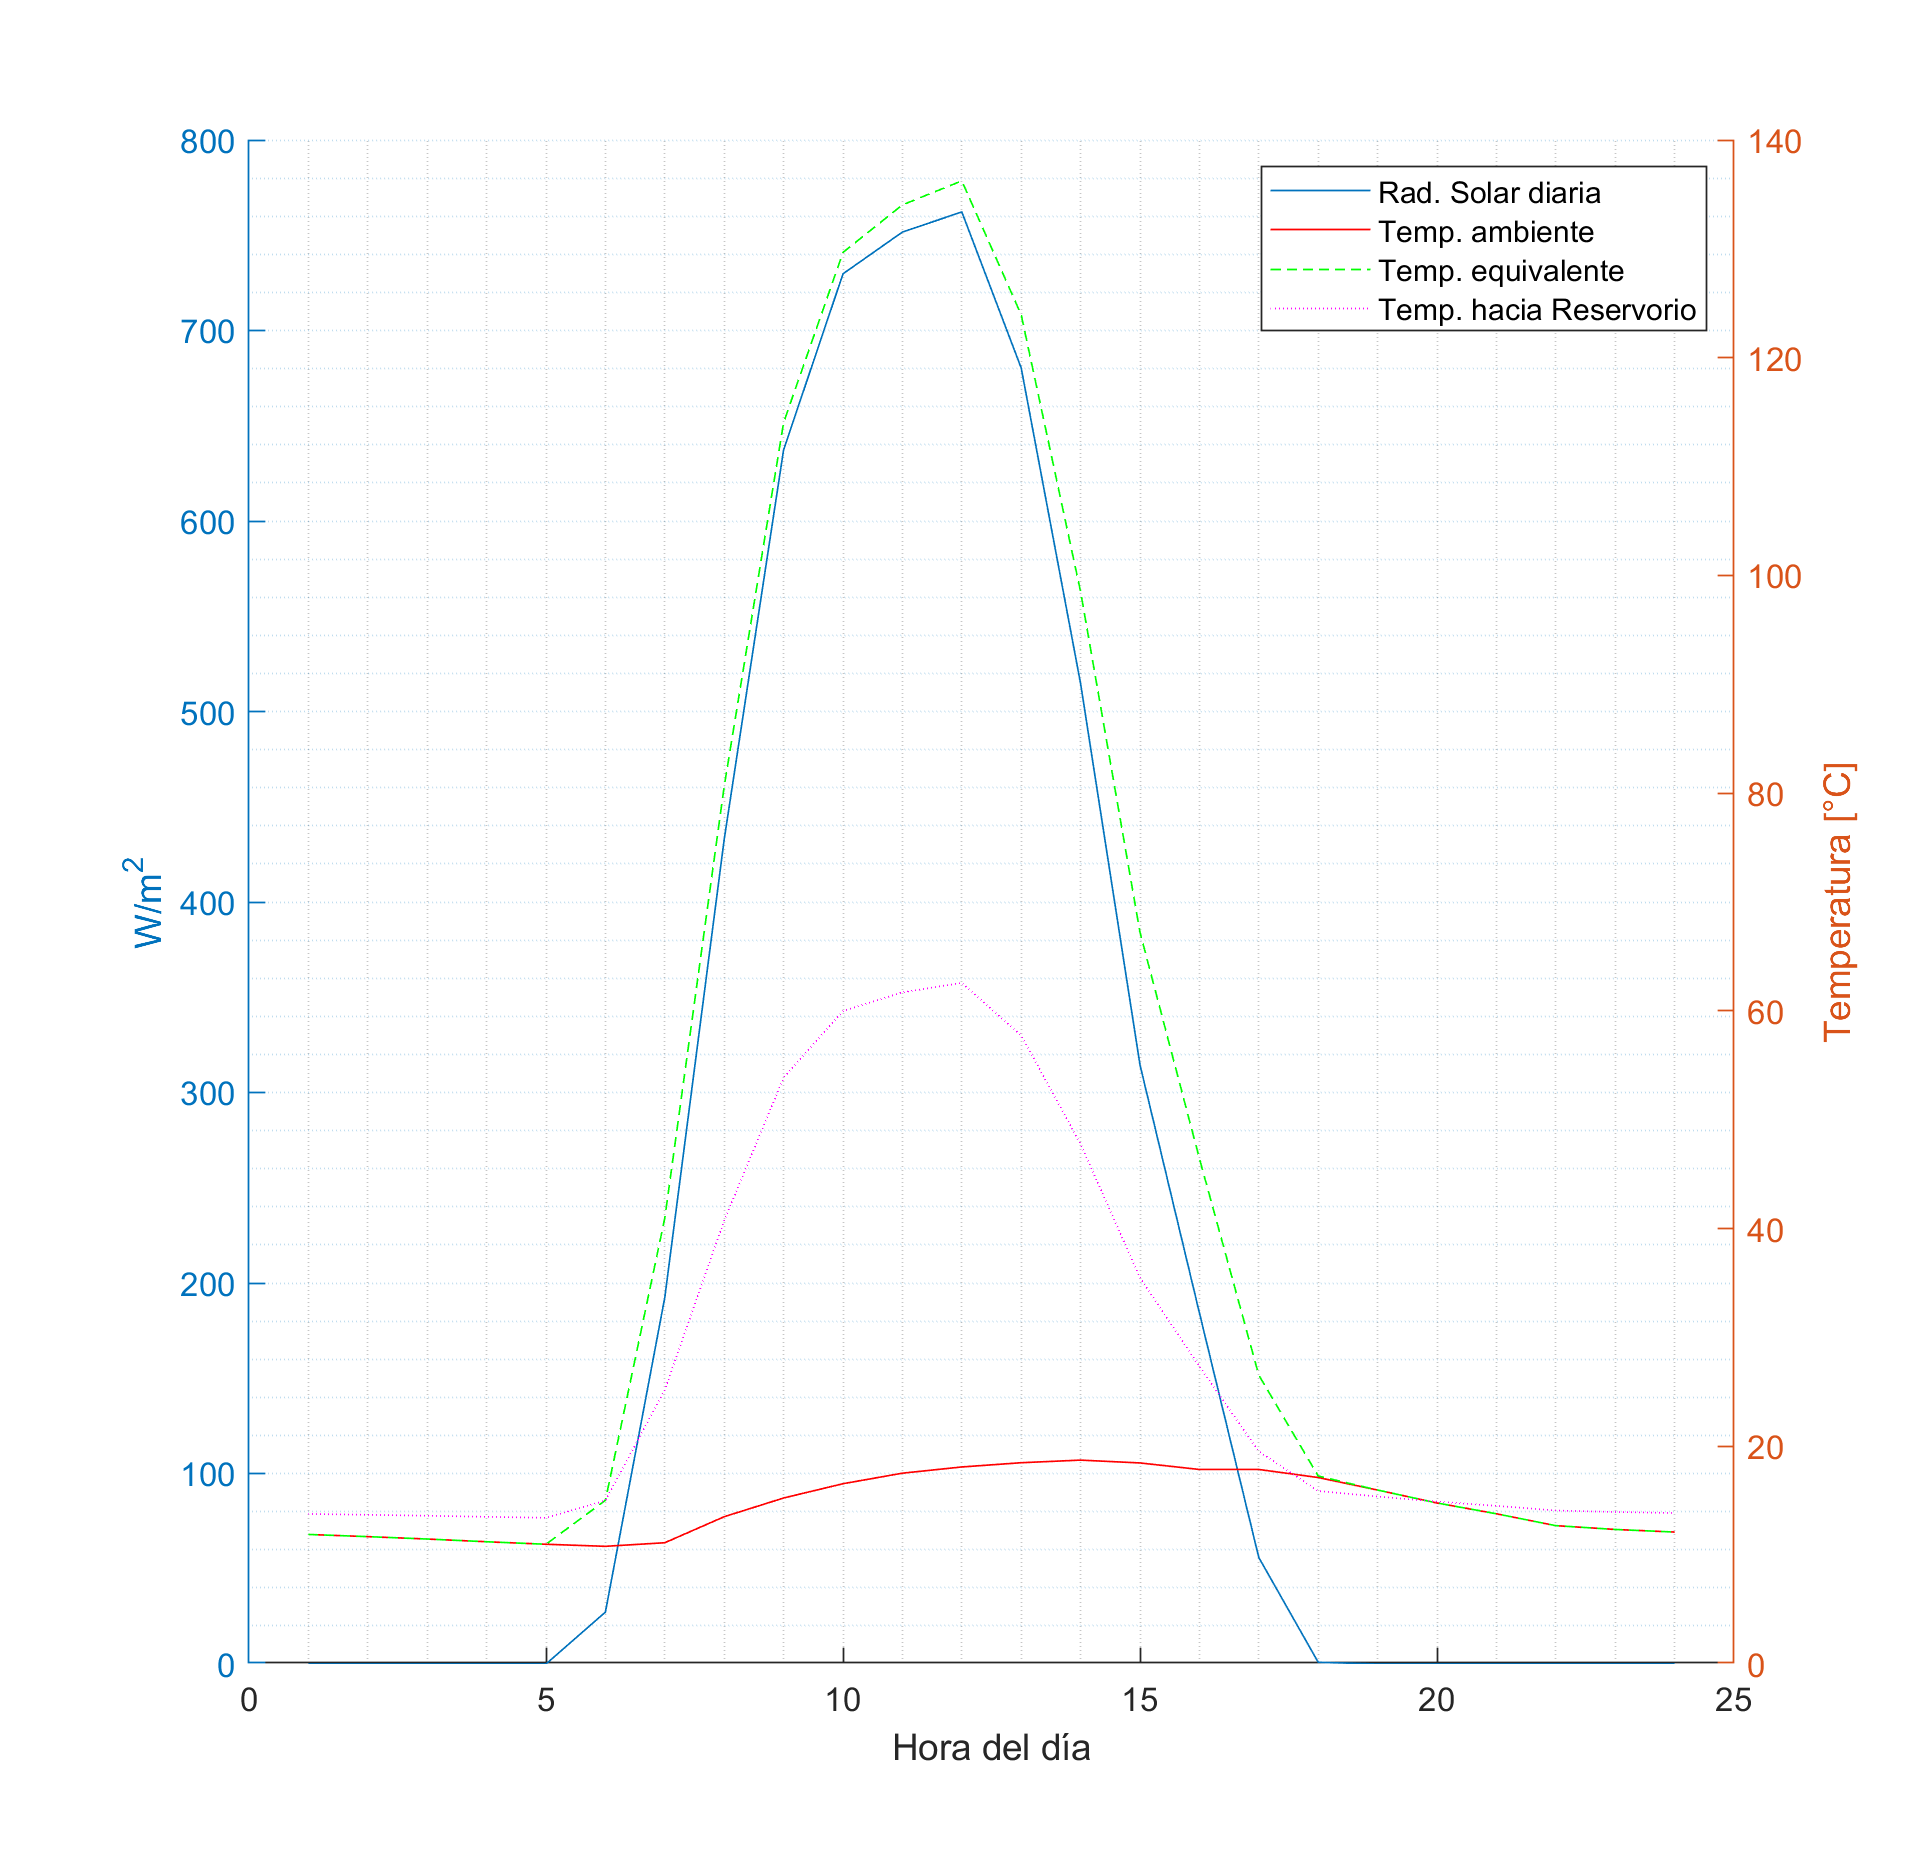 800
700
600
500
400
300
200
100
0
W/m²
140
120
100
80
60
40
20
0
Temperatura [°C]
Rad. Solar diaria
Temp. ambiente
Temp. equivalente
Temp. hacia Reservorio
0 5 10 15 20 25
Hora del día